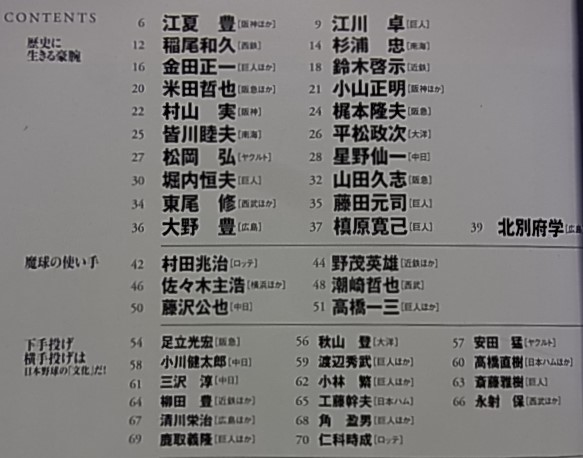 CONTENTS
歴史に
生きる豪腕
6 江夏 豊[阪神ほか] 9 江川 卓[巨人]
12 稲尾和久[西鉄] 14 杉浦 忠[南海]
16 金田正一[巨人ほか] 18 鈴木啓示[近鉄]
20 米田哲也[阪急ほか] 21 小山正明[阪神ほか]
22 村山 実[阪神] 24 梶本隆夫[阪急]
25 皆川睦夫[南海] 26 平松政次[大洋]
27 松岡 弘[ヤクルト] 28 星野仙一[中日]
30 堀内恒夫[巨人] 32 山田久志[阪急]
34 東尾 修[西武ほか] 35 藤田元司[巨人]
36 大野 豊[広島] 37 槙原寛己[巨人] 39 北別府学[広島
魔球の使い手
42 村田兆治[ロッテ] 44 野茂英雄[近鉄ほか]
46 佐々木主浩[横浜ほか] 48 潮崎哲也[西武]
50 藤沢公也[中日] 51 高橋一三[巨人ほか]
下手投げ
横手投げは
日本野球の「文化」だ!
54 足立光宏[阪急] 56 秋山 登[大洋] 57 安田 猛[ヤクルト]
58 小川健太郎[中日] 59 渡辺秀武[巨人ほか] 60 高橋直樹[日本ハムほか]
61 三沢 淳[中日] 62 小林 繁[巨人ほか] 63 斎藤雅樹[巨人]
64 柳田 豊[近鉄ほか] 65 工藤幹夫[日本ハム] 66 永射 保[西武ほか]
67 清川栄治[広島ほか] 68 角 盈男[巨人ほか]
69 鹿取義隆[巨人ほか] 70 仁科時成[ロッテ]